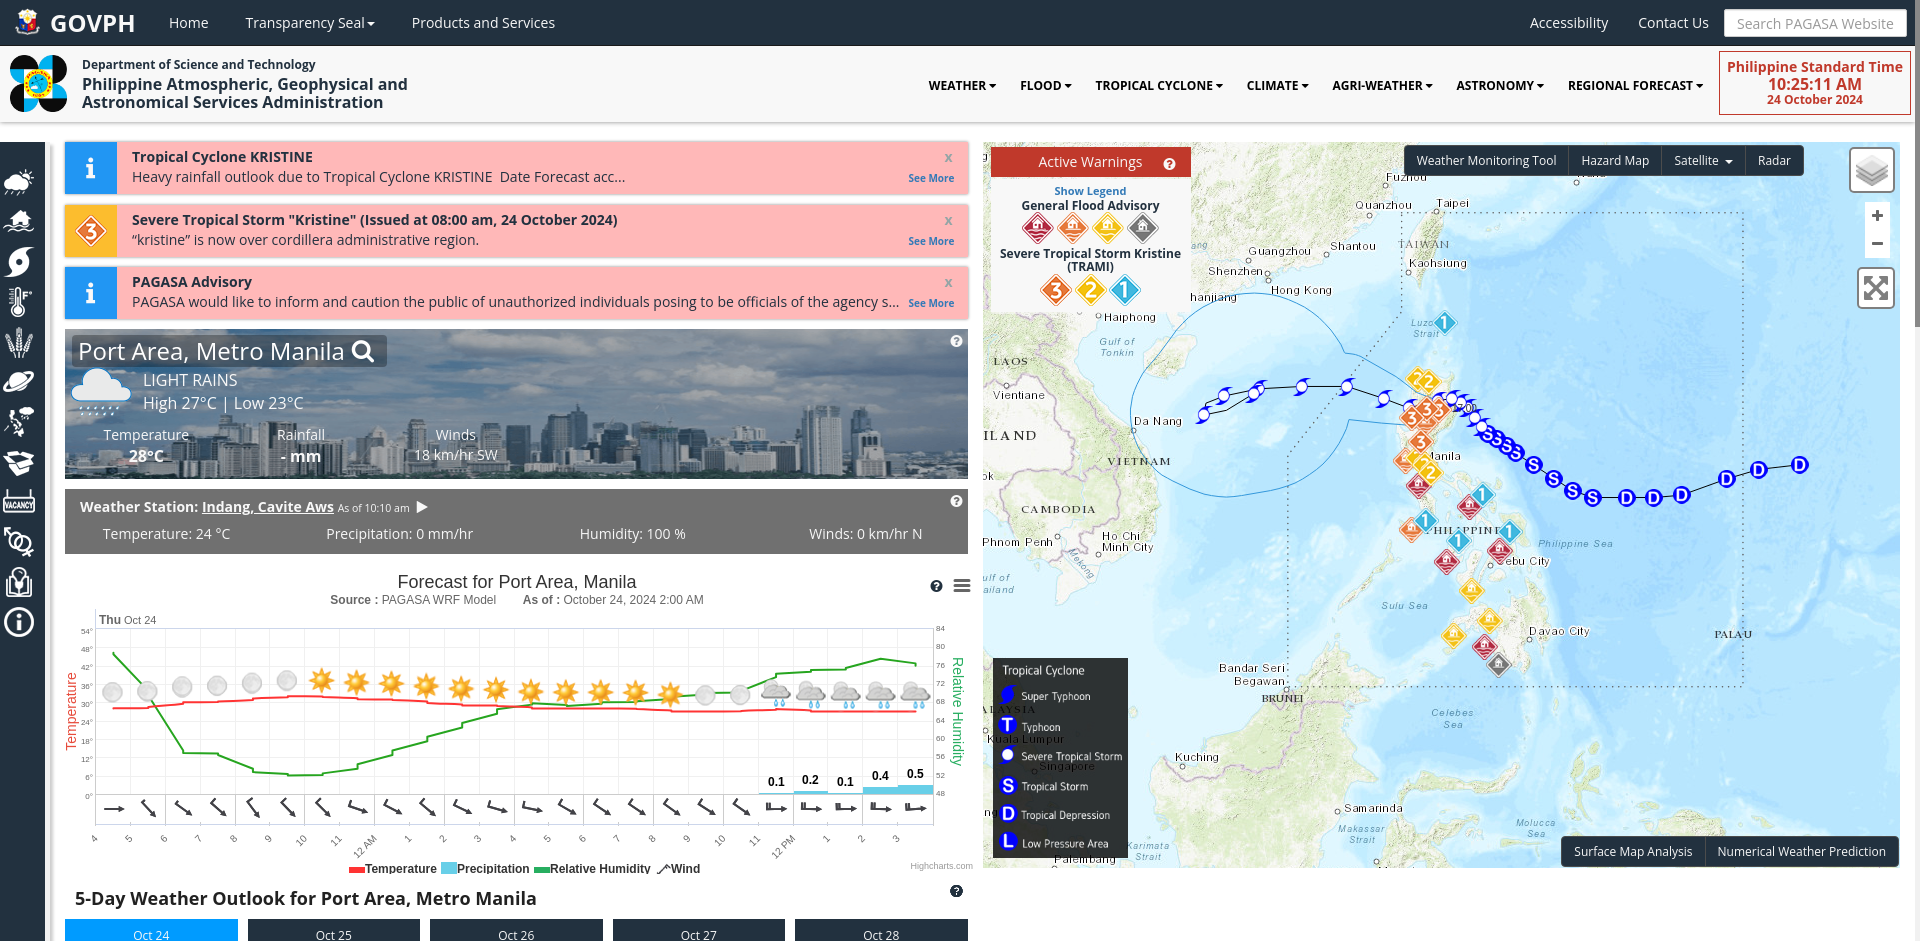 GOVPH
Home
Transparency Seal
Products and Services
Accessibility
Contact Us
Search PAGASA Website
Department of Science and Technology
Philippine Atmospheric, Geophysical and
Astronomical Services Administration
WEATHER
FLOOD
TROPICAL CYCLONE
CLIMATE
AGRI-WEATHER
ASTRONOMY
REGIONAL FORECAST
Philippine Standard Time
10:25:11 AM
24 October 2024
Tropical Cyclone KRISTINE
x
Heavy rainfall outlook due to Tropical Cyclone KRISTINE  Date Forecast acc...
See More
3
Severe Tropical Storm "Kristine" (Issued at 08:00 am, 24 October 2024)
x
“kristine” is now over cordillera administrative region.
See More
PAGASA Advisory
x
PAGASA would like to inform and caution the public of unauthorized individuals posing to be officials of the agency s...
See More
Port Area, Metro Manila
LIGHT RAINS
High 27°C | Low 23°C
Temperature
28°C
Rainfall
- mm
Winds
18 km/hr SW
Weather Station: Indang, Cavite Aws As of 10:10 am
Temperature: 24 °C
Precipitation: 0 mm/hr
Humidity: 100 %
Winds: 0 km/hr N
VACANCY
Forecast for Port Area, Manila
Source : PAGASA WRF Model
As of : October 24, 2024 2:00 AM
Thu Oct 24
54°
48°
42°
36°
30°
24°
18°
12°
6°
0°
Temperature
84
80
76
72
68
64
60
56
52
48
Relative Humidity
0.1
0.2
0.1
0.4
0.5
4
5
6
7
8
9
10
11
12 AM
1
2
3
4
5
6
7
8
9
10
11
12 PM
1
2
3
Temperature
Precipitation
Relative Humidity
Wind
Highcharts.com
5-Day Weather Outlook for Port Area, Metro Manila
Oct 24
Oct 25
Oct 26
Oct 27
Oct 28
Active Warnings
Show Legend
General Flood Advisory
Severe Tropical Storm Kristine
(TRAMI)
3
2
1
Weather Monitoring Tool
Hazard Map
Satellite
Radar
+
−
Fuzhou
Quanzhou
Taipei
Shantou
TAIWAN
Guangzhou
Kaohsiung
Shenzhen
Hong Kong
hanjiang
Haiphong
Gulf of
Tonkin
LAOS
Vientiane
Da Nang
ILAND
VIETNAM
ok
CAMBODIA
Phnom Penh
Ho Chi
Minh City
Mekong
ulf of
ailand
Manila
Philippine Sea
Cebu City
Sulu Sea
Davao City
PALAU
Bandar Seri
Begawan
BRUNEI
Celebes
Sea
Kuala Lumpur
Singapore
Kuching
Samarinda
Makassar
Strait
Molucca
Sea
Karimata
Strait
Palembang
Tropical Cyclone
Super Typhoon
T Typhoon
Severe Tropical Storm
S Tropical Storm
D Tropical Depression
L Low Pressure Area
Surface Map Analysis
Numerical Weather Prediction